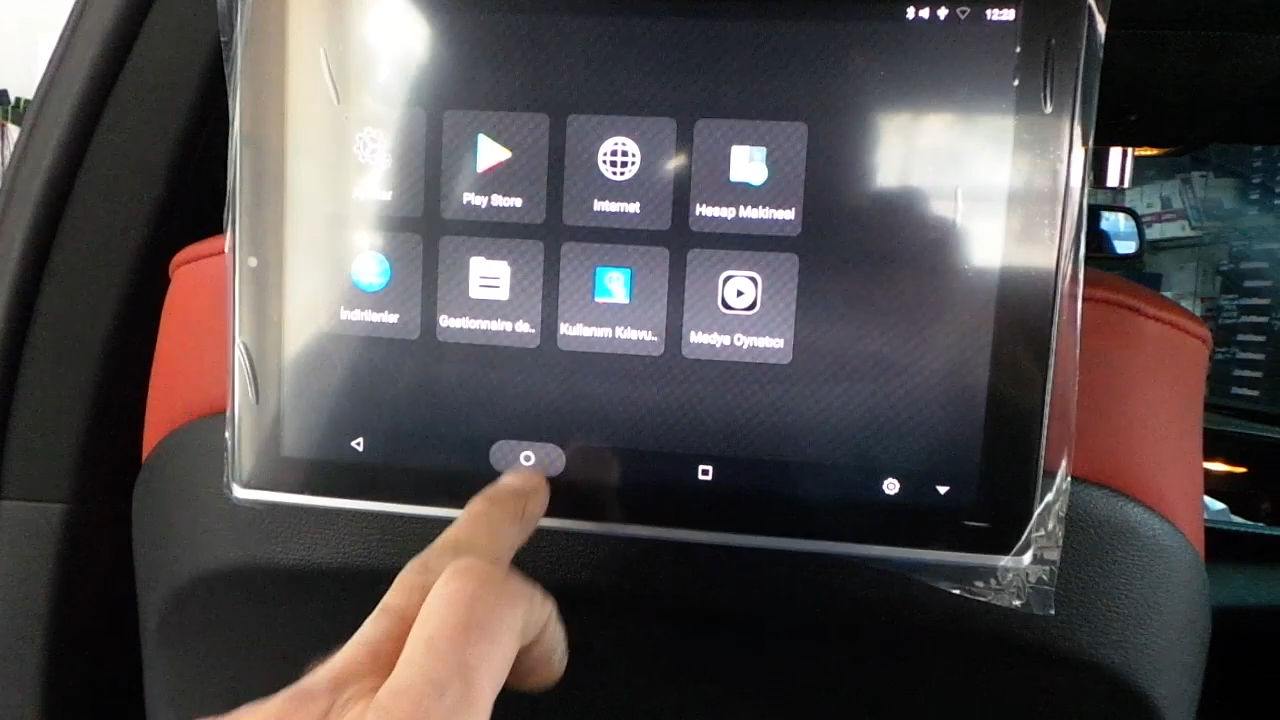 12:28
Play Store
Internet
Hesap Makinesi
İndirilenler
Gestionnaire de..
Kullanım Kılavu..
Medya Oynatıcı